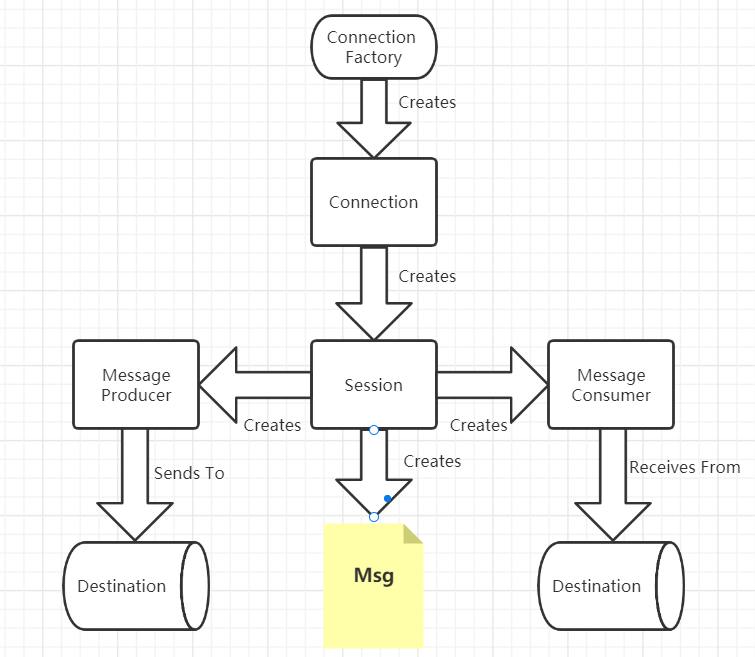 Connection
Factory
Creates
Connection
Creates
Message
Producer
Session
Message
Consumer
Creates
Creates
Creates
Sends To
Receives From
Destination
Msg
Destination